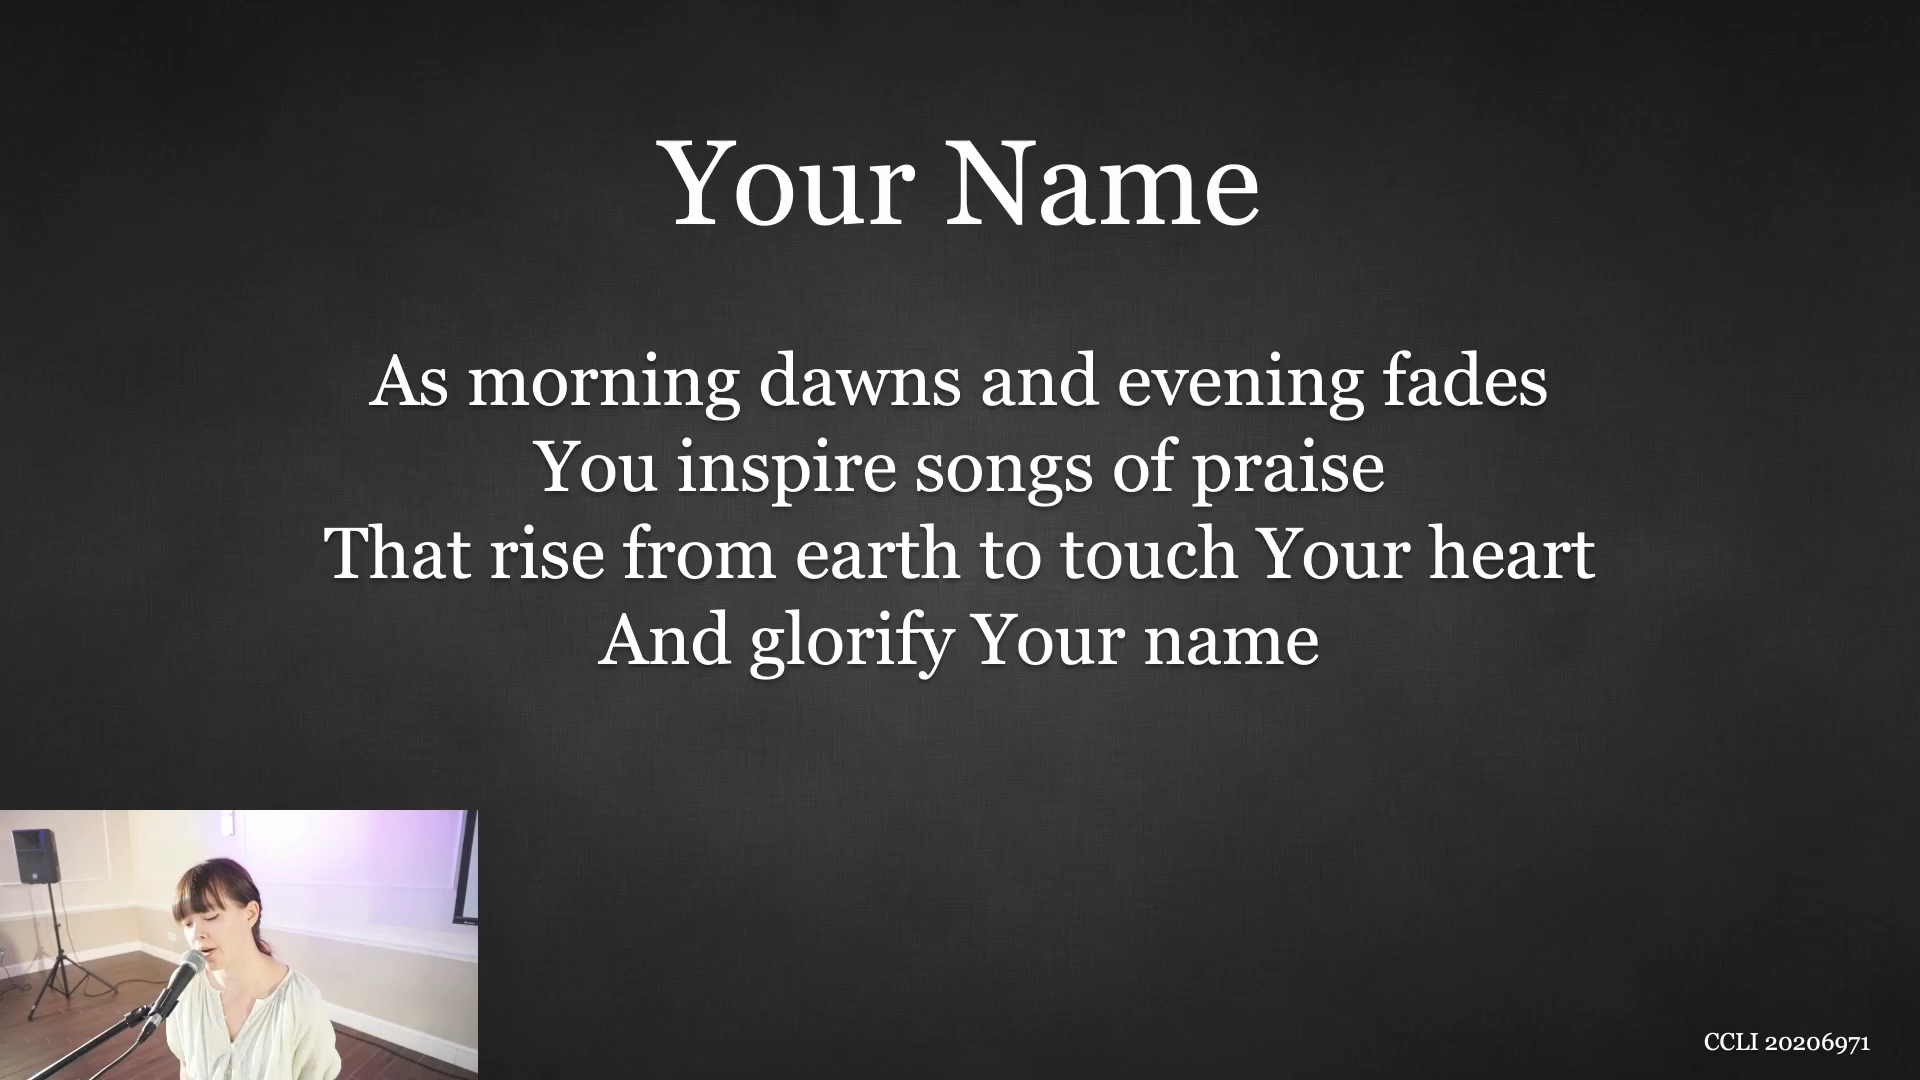 Your Name
As morning dawns and evening fades
You inspire songs of praise
That rise from earth to touch Your heart
And glorify Your name
CCLI 20206971